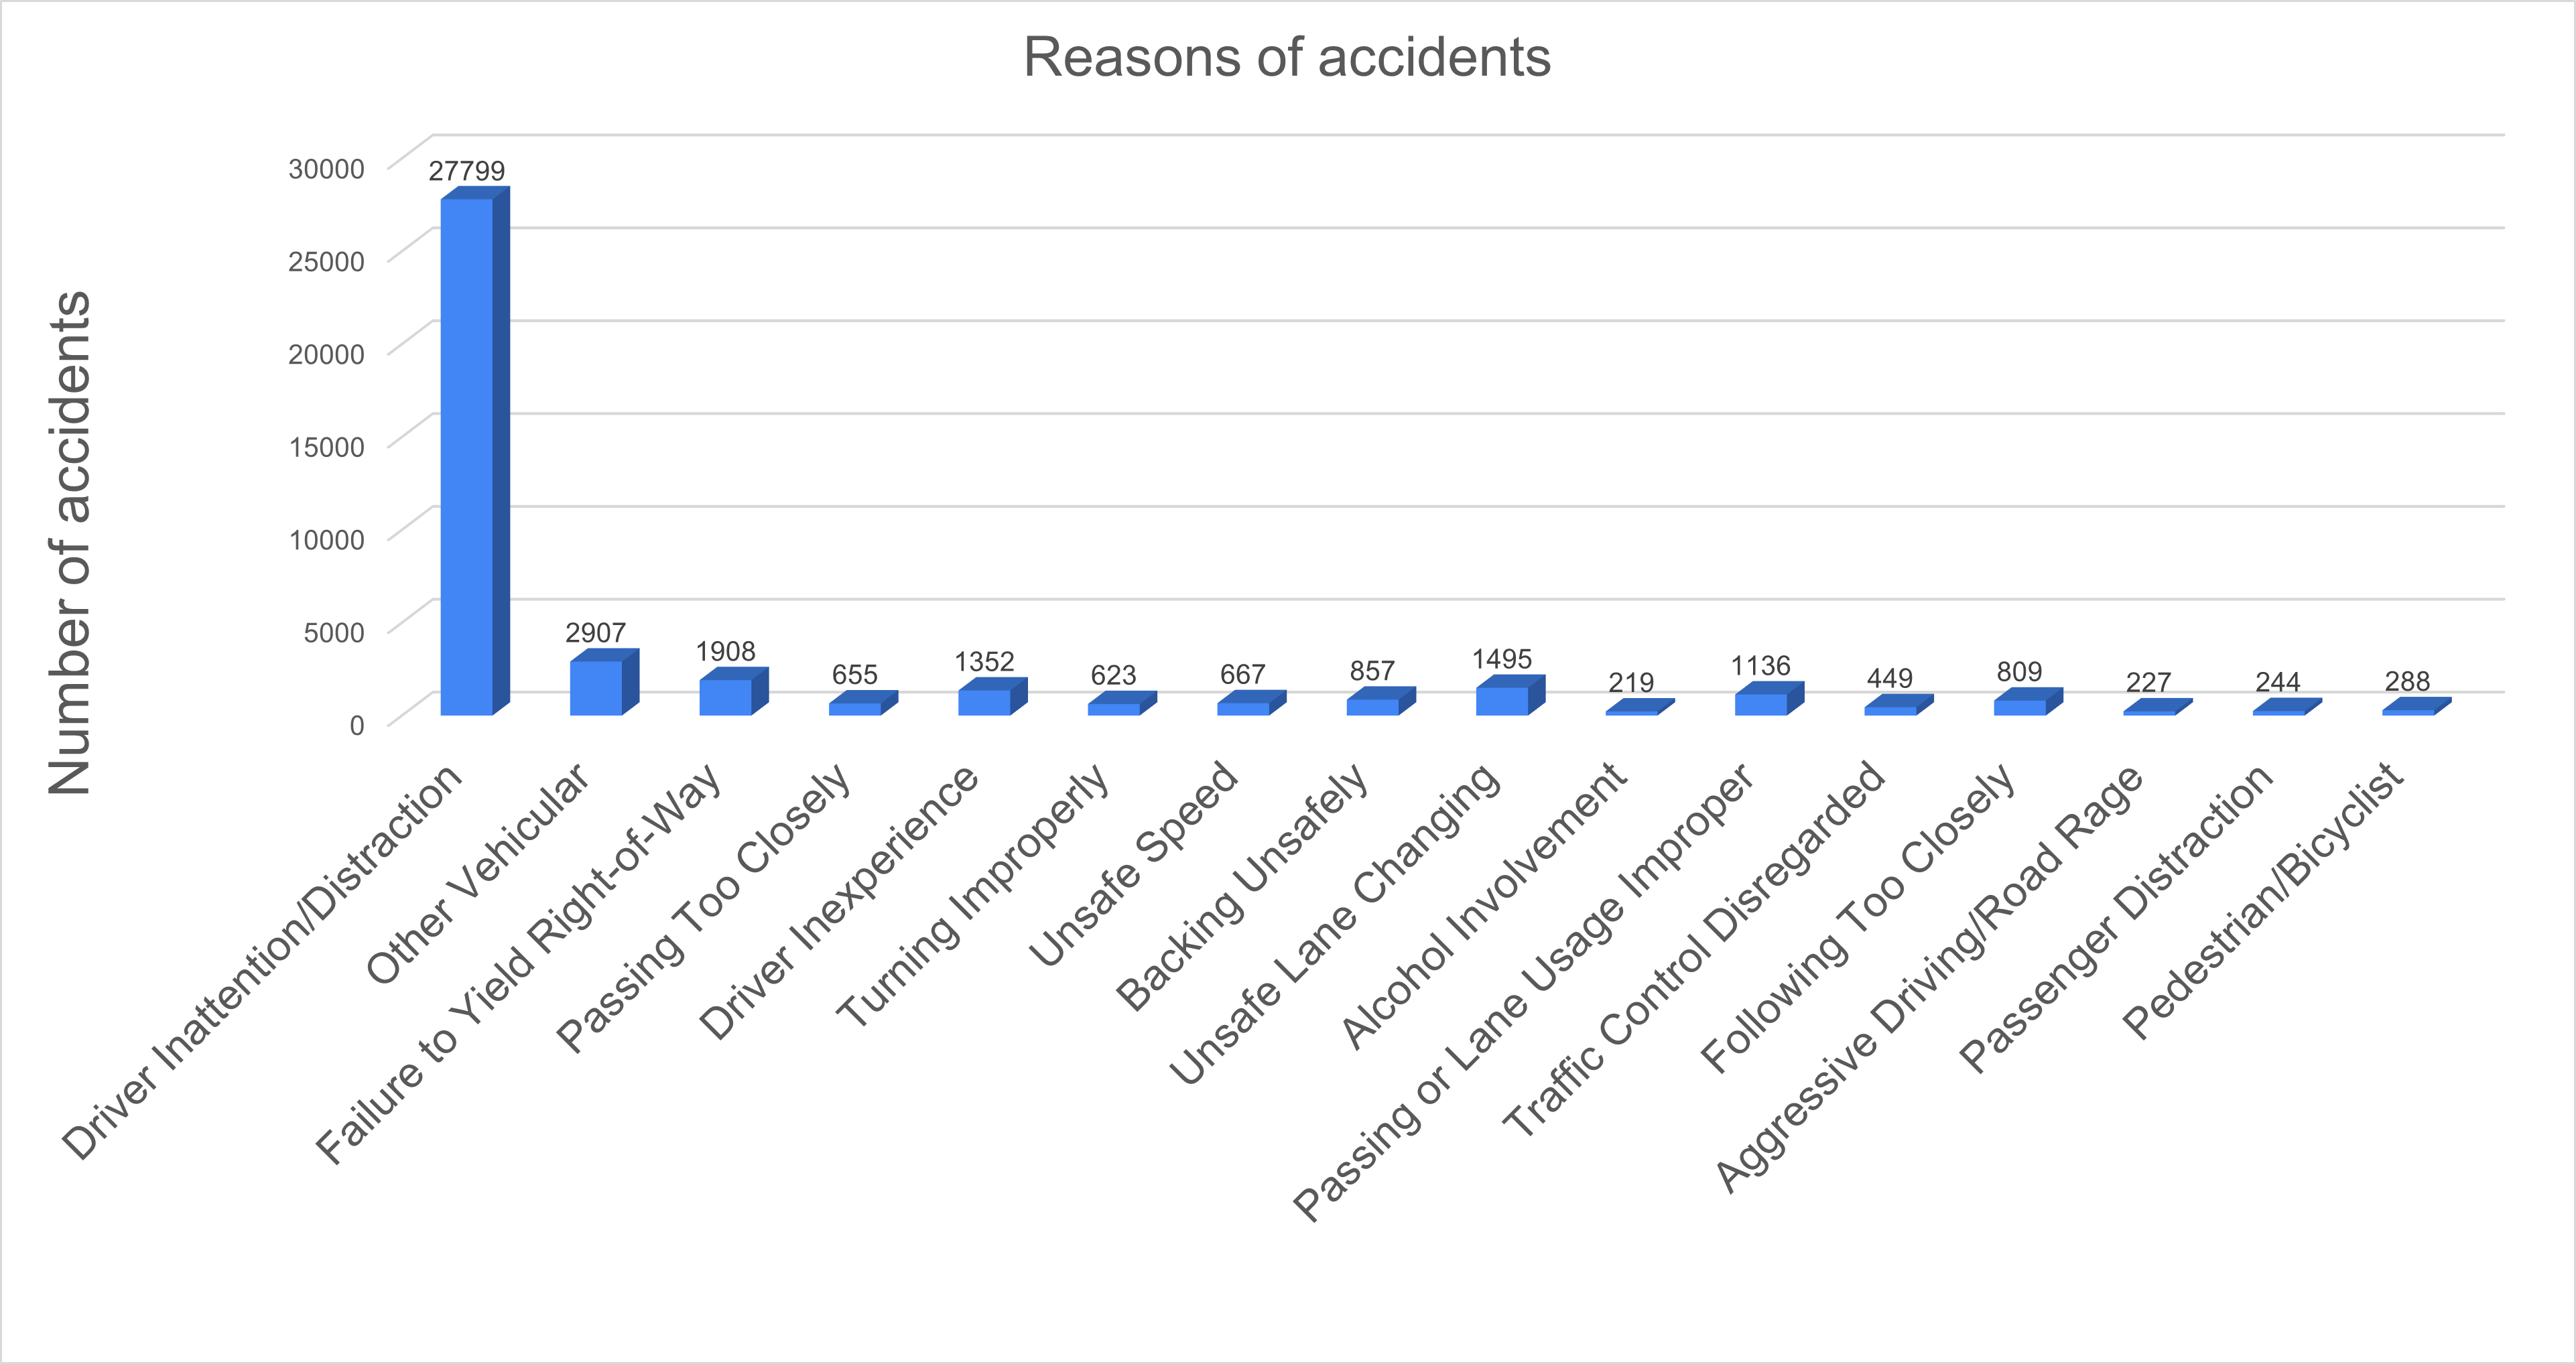 Reasons of accidents
Number of accidents
30000
25000
20000
15000
10000
5000
0
27799
2907
1908
655
1352
623
667
857
1495
219
1136
449
809
227
244
288
Driver Inattention/Distraction
Other Vehicular
Faillure to Yield Right-of-Way
Passing Too Closely
Driver Inexperience
Turning Improperly
Unsafe Speed
Backing Unsafely
Unsafe Lane Changing
Alcohol Involvement
Passing or Lane Usage Improper
Traffic Control Disregarded
Following Too Closely
Aggressive Driving/Road Rage
Passenger Distraction
Pedestrian/Bicyclist